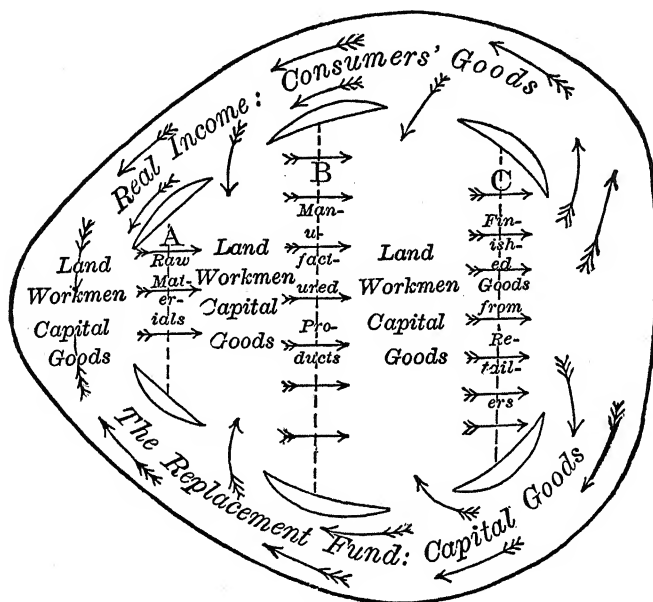 Real Income: Consumers' Goods
A
Raw
Mat-
er-
ials
B
Man-
u-
fact-
ured
Pro-
ducts
C
Fin-
ish-
ed
Goods
from
Re-
tail-
ers
Land
Workmen
Capital
Goods
Land
Workmen
Capital
Goods
Land
Workmen
Capital
Goods
The Replacement Fund: Capital Goods